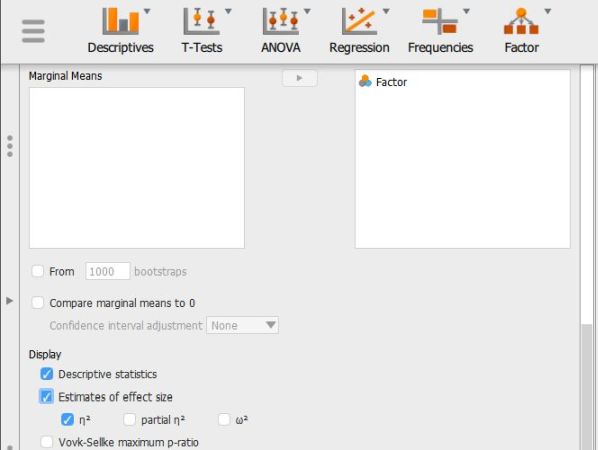 Descriptives T-Tests ANOVA Regression Frequencies Factor
Marginal Means
Factor
From 1000 bootstraps
Compare marginal means to 0
Confidence interval adjustment None
Display
Descriptive statistics
Estimates of effect size
η² partial η² ω²
Vovk-Sellke maximum p-ratio